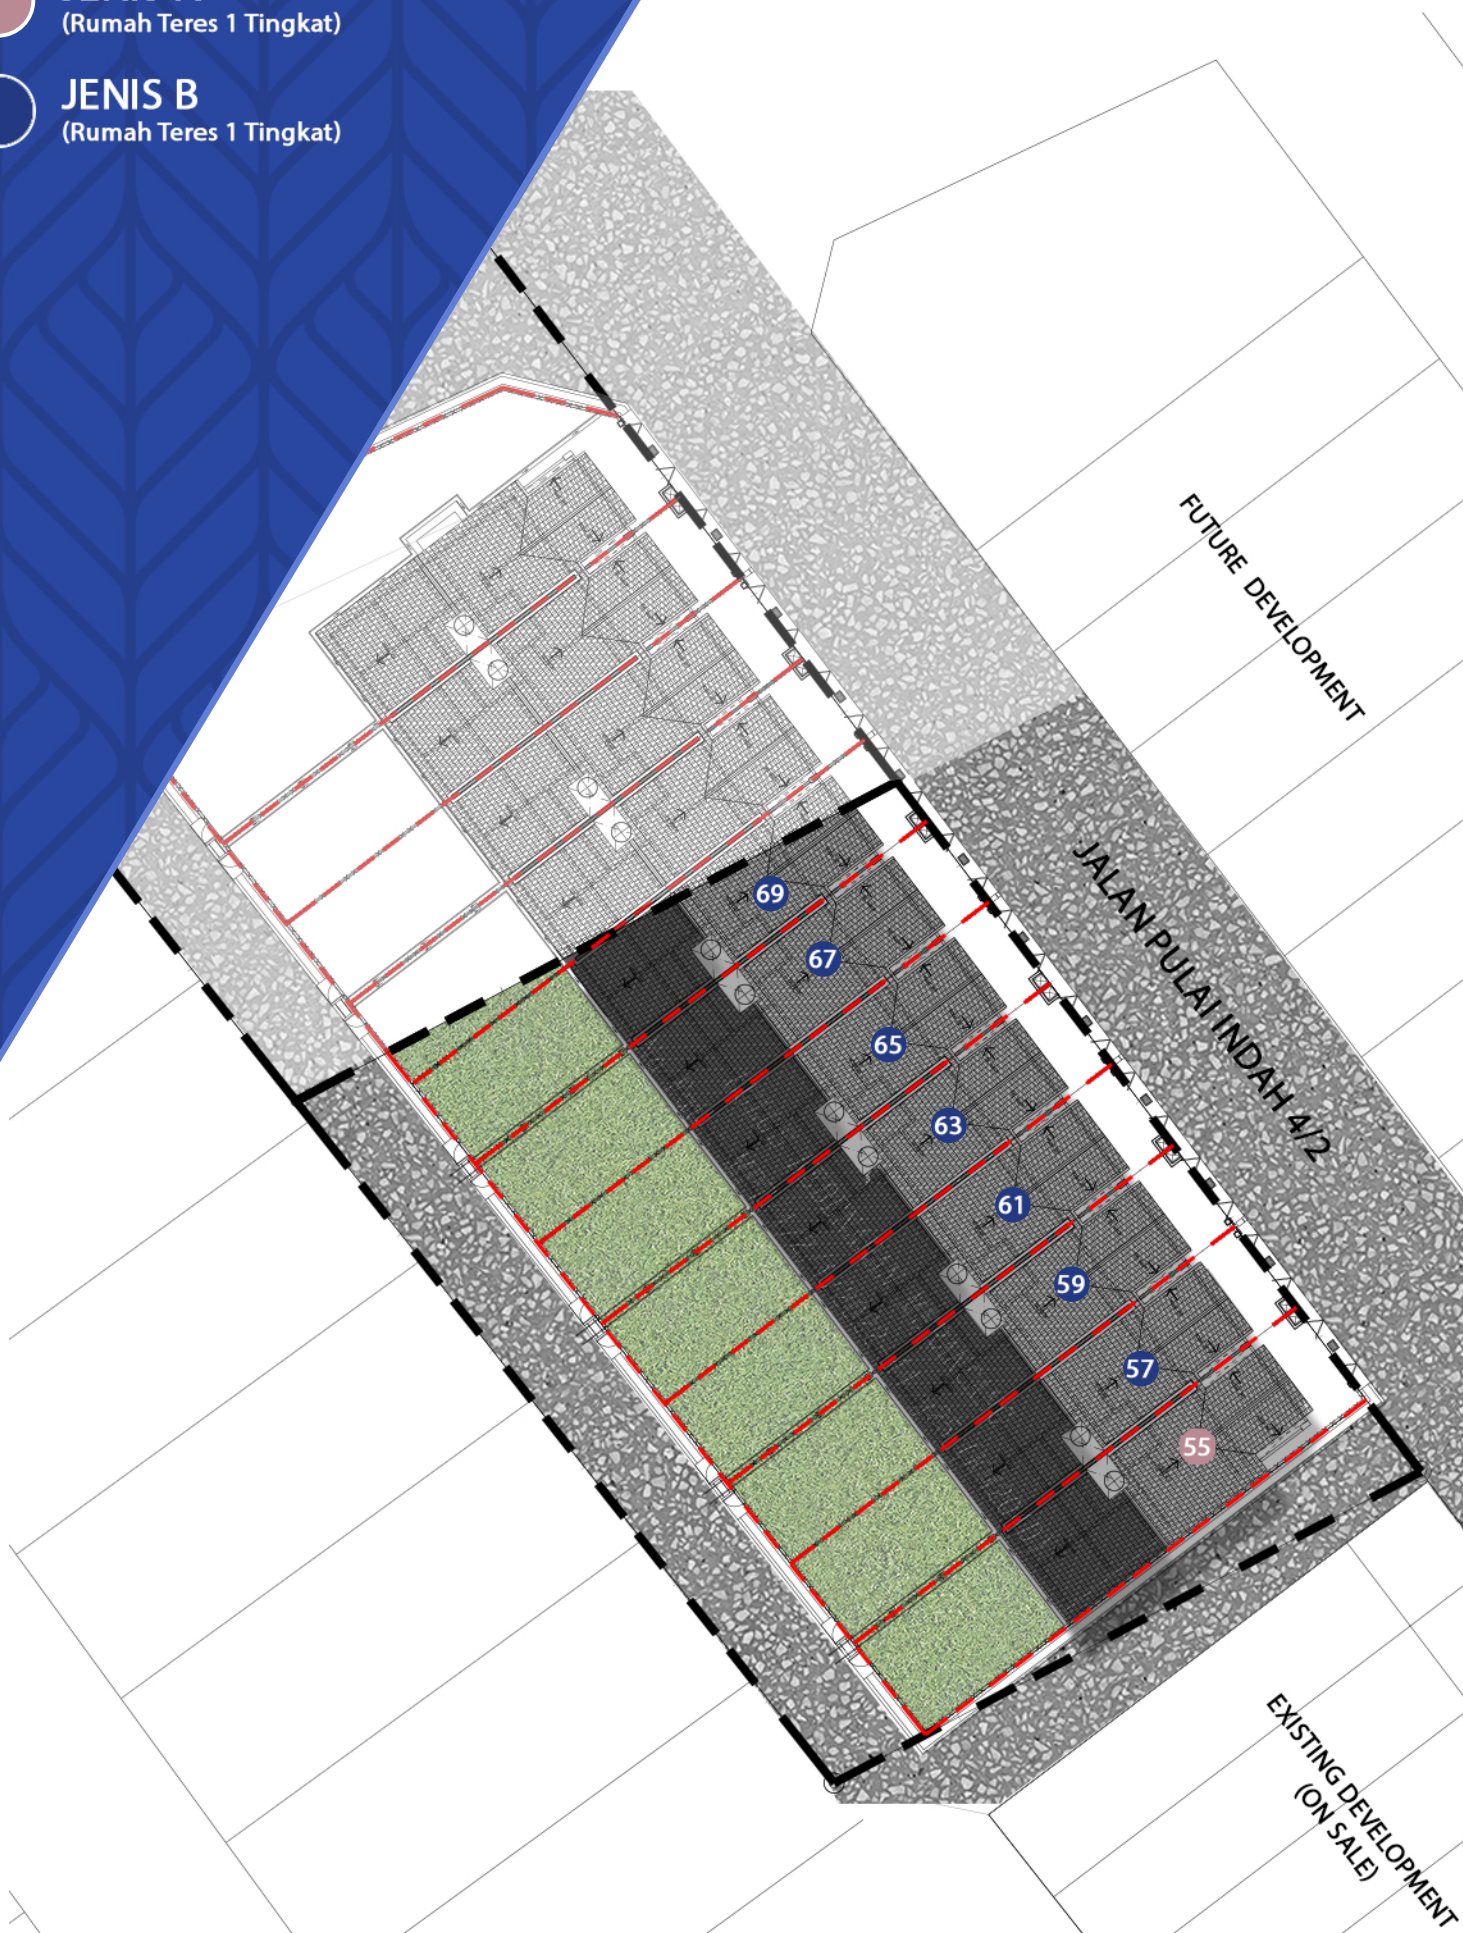 (Rumah Teres 1 Tingkat)
JENIS B
(Rumah Teres 1 Tingkat)
FUTURE DEVELOPMENT
JALAN PULAI INDAH 4/2
69
67
65
63
61
59
57
55
EXISTING DEVELOPMENT
(ON SALE)